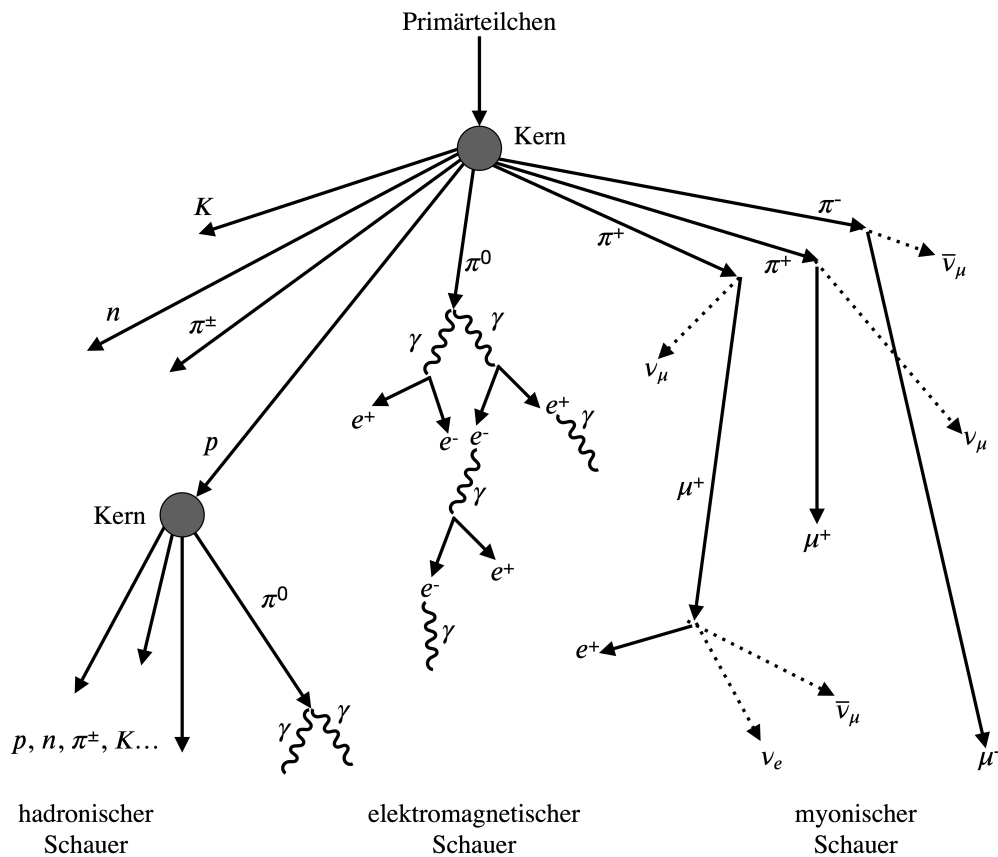 Primärteilchen
Kern
K
n
π±
p
π⁰
π⁺
π⁺
π⁻
ν̄μ
γ
γ
νμ
e⁺
e⁻
e⁻
e⁺
γ
νμ
γ
μ⁺
Kern
μ⁺
e⁺
e⁻
π⁰
γ
e⁺
ν̄μ
νe
μ⁻
γ
γ
p, n, π±, K…
hadronischer
Schauer
elektromagnetischer
Schauer
myonischer
Schauer